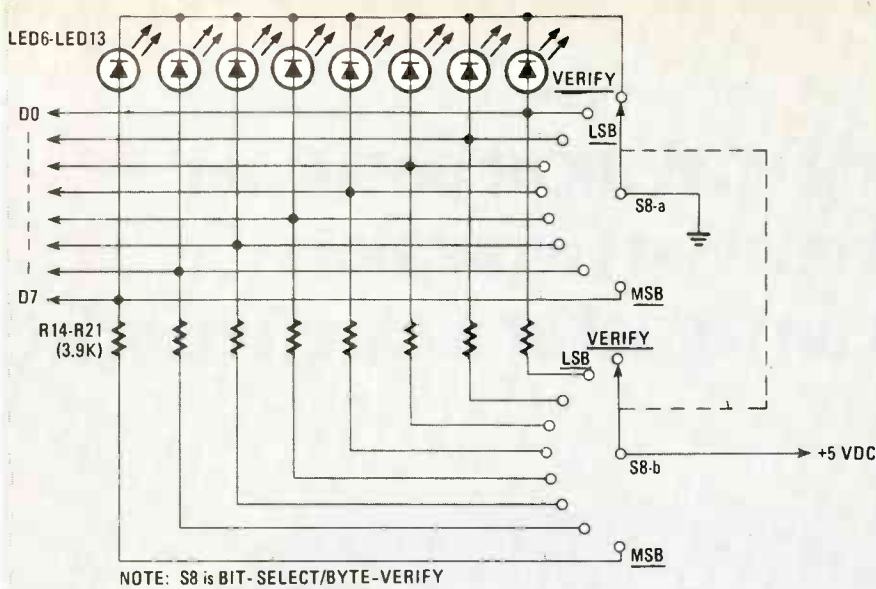 LED6-LED13
VERIFY
D0
LSB
S8-a
D7
MSB
R14-R21
(3.9K)
VERIFY
LSB
+5 VDC
S8-b
MSB
NOTE: S8 is BIT-SELECT/BYTE-VERIFY